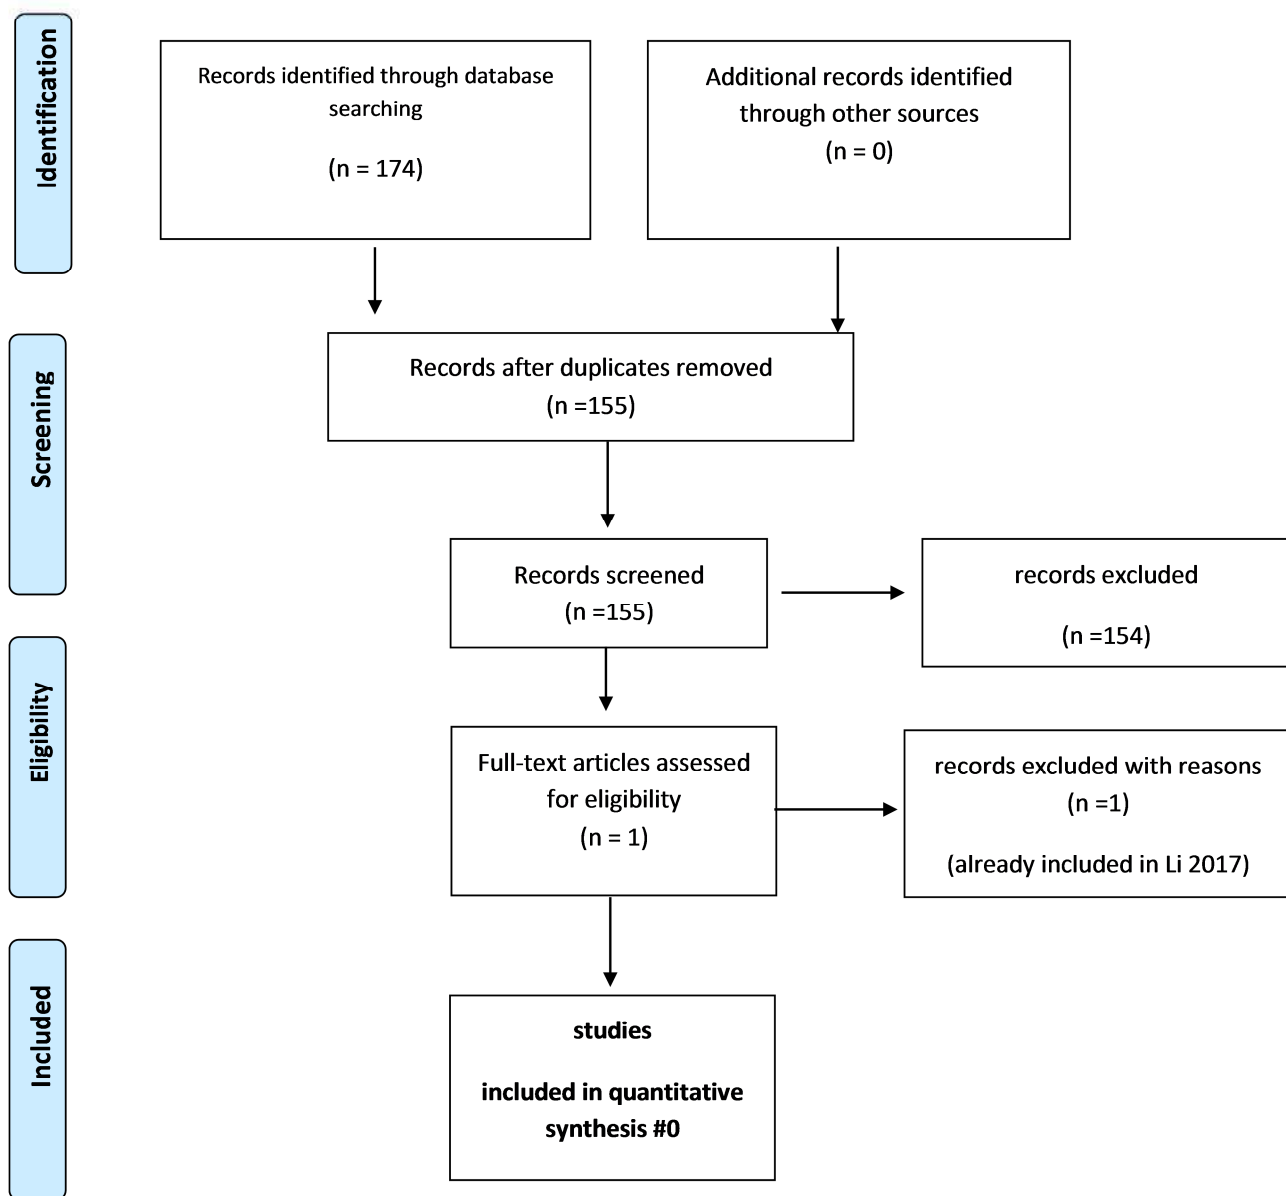 Identification
Records identified through database
searching
(n = 174)
Additional records identified
through other sources
(n = 0)
Screening
Records after duplicates removed
(n =155)
Records screened
(n =155)
records excluded
(n =154)
Eligibility
Full-text articles assessed
for eligibility
(n = 1)
records excluded with reasons
(n =1)
(already included in Li 2017)
Included
studies
included in quantitative
synthesis #0